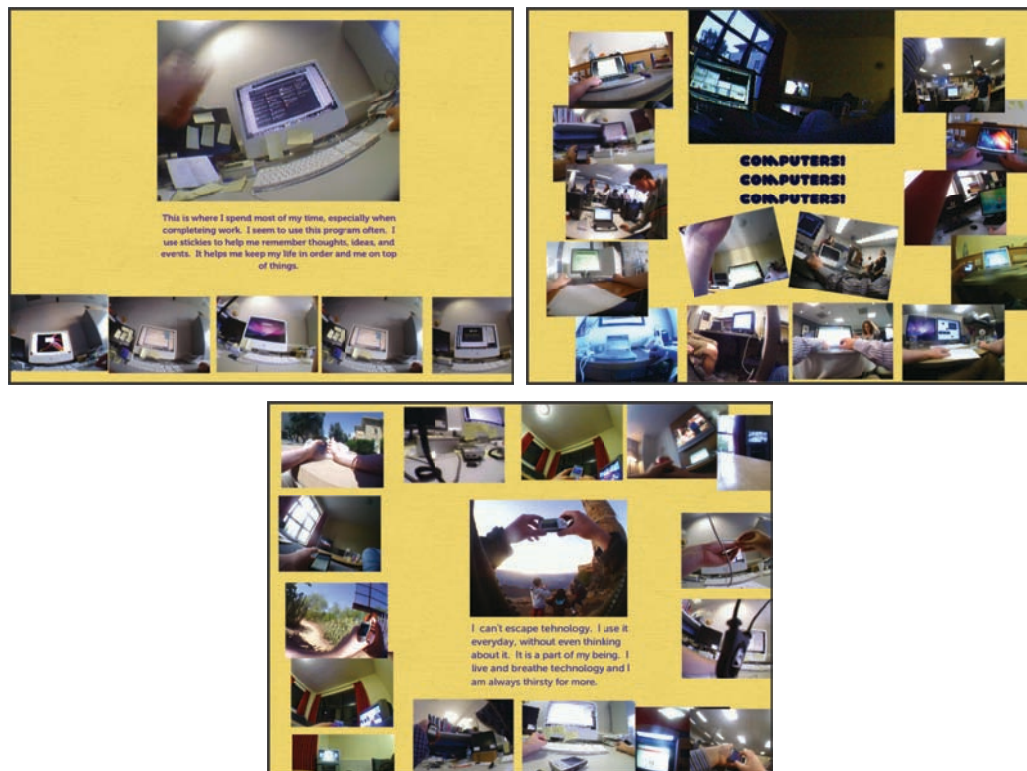 This is where I spend most of my time, especially when
completeing work. I seem to use this program often. I
use stickies to help me remember thoughts, ideas, and
events. It helps me keep my life in order and me on top
of things.
COMPUTERS!
COMPUTERS!
COMPUTERS!
I can't escape tehnology. I use it
everyday, without even thinking
about it. It is a part of my being. I
live and breathe technology and I
am always thirsty for more.